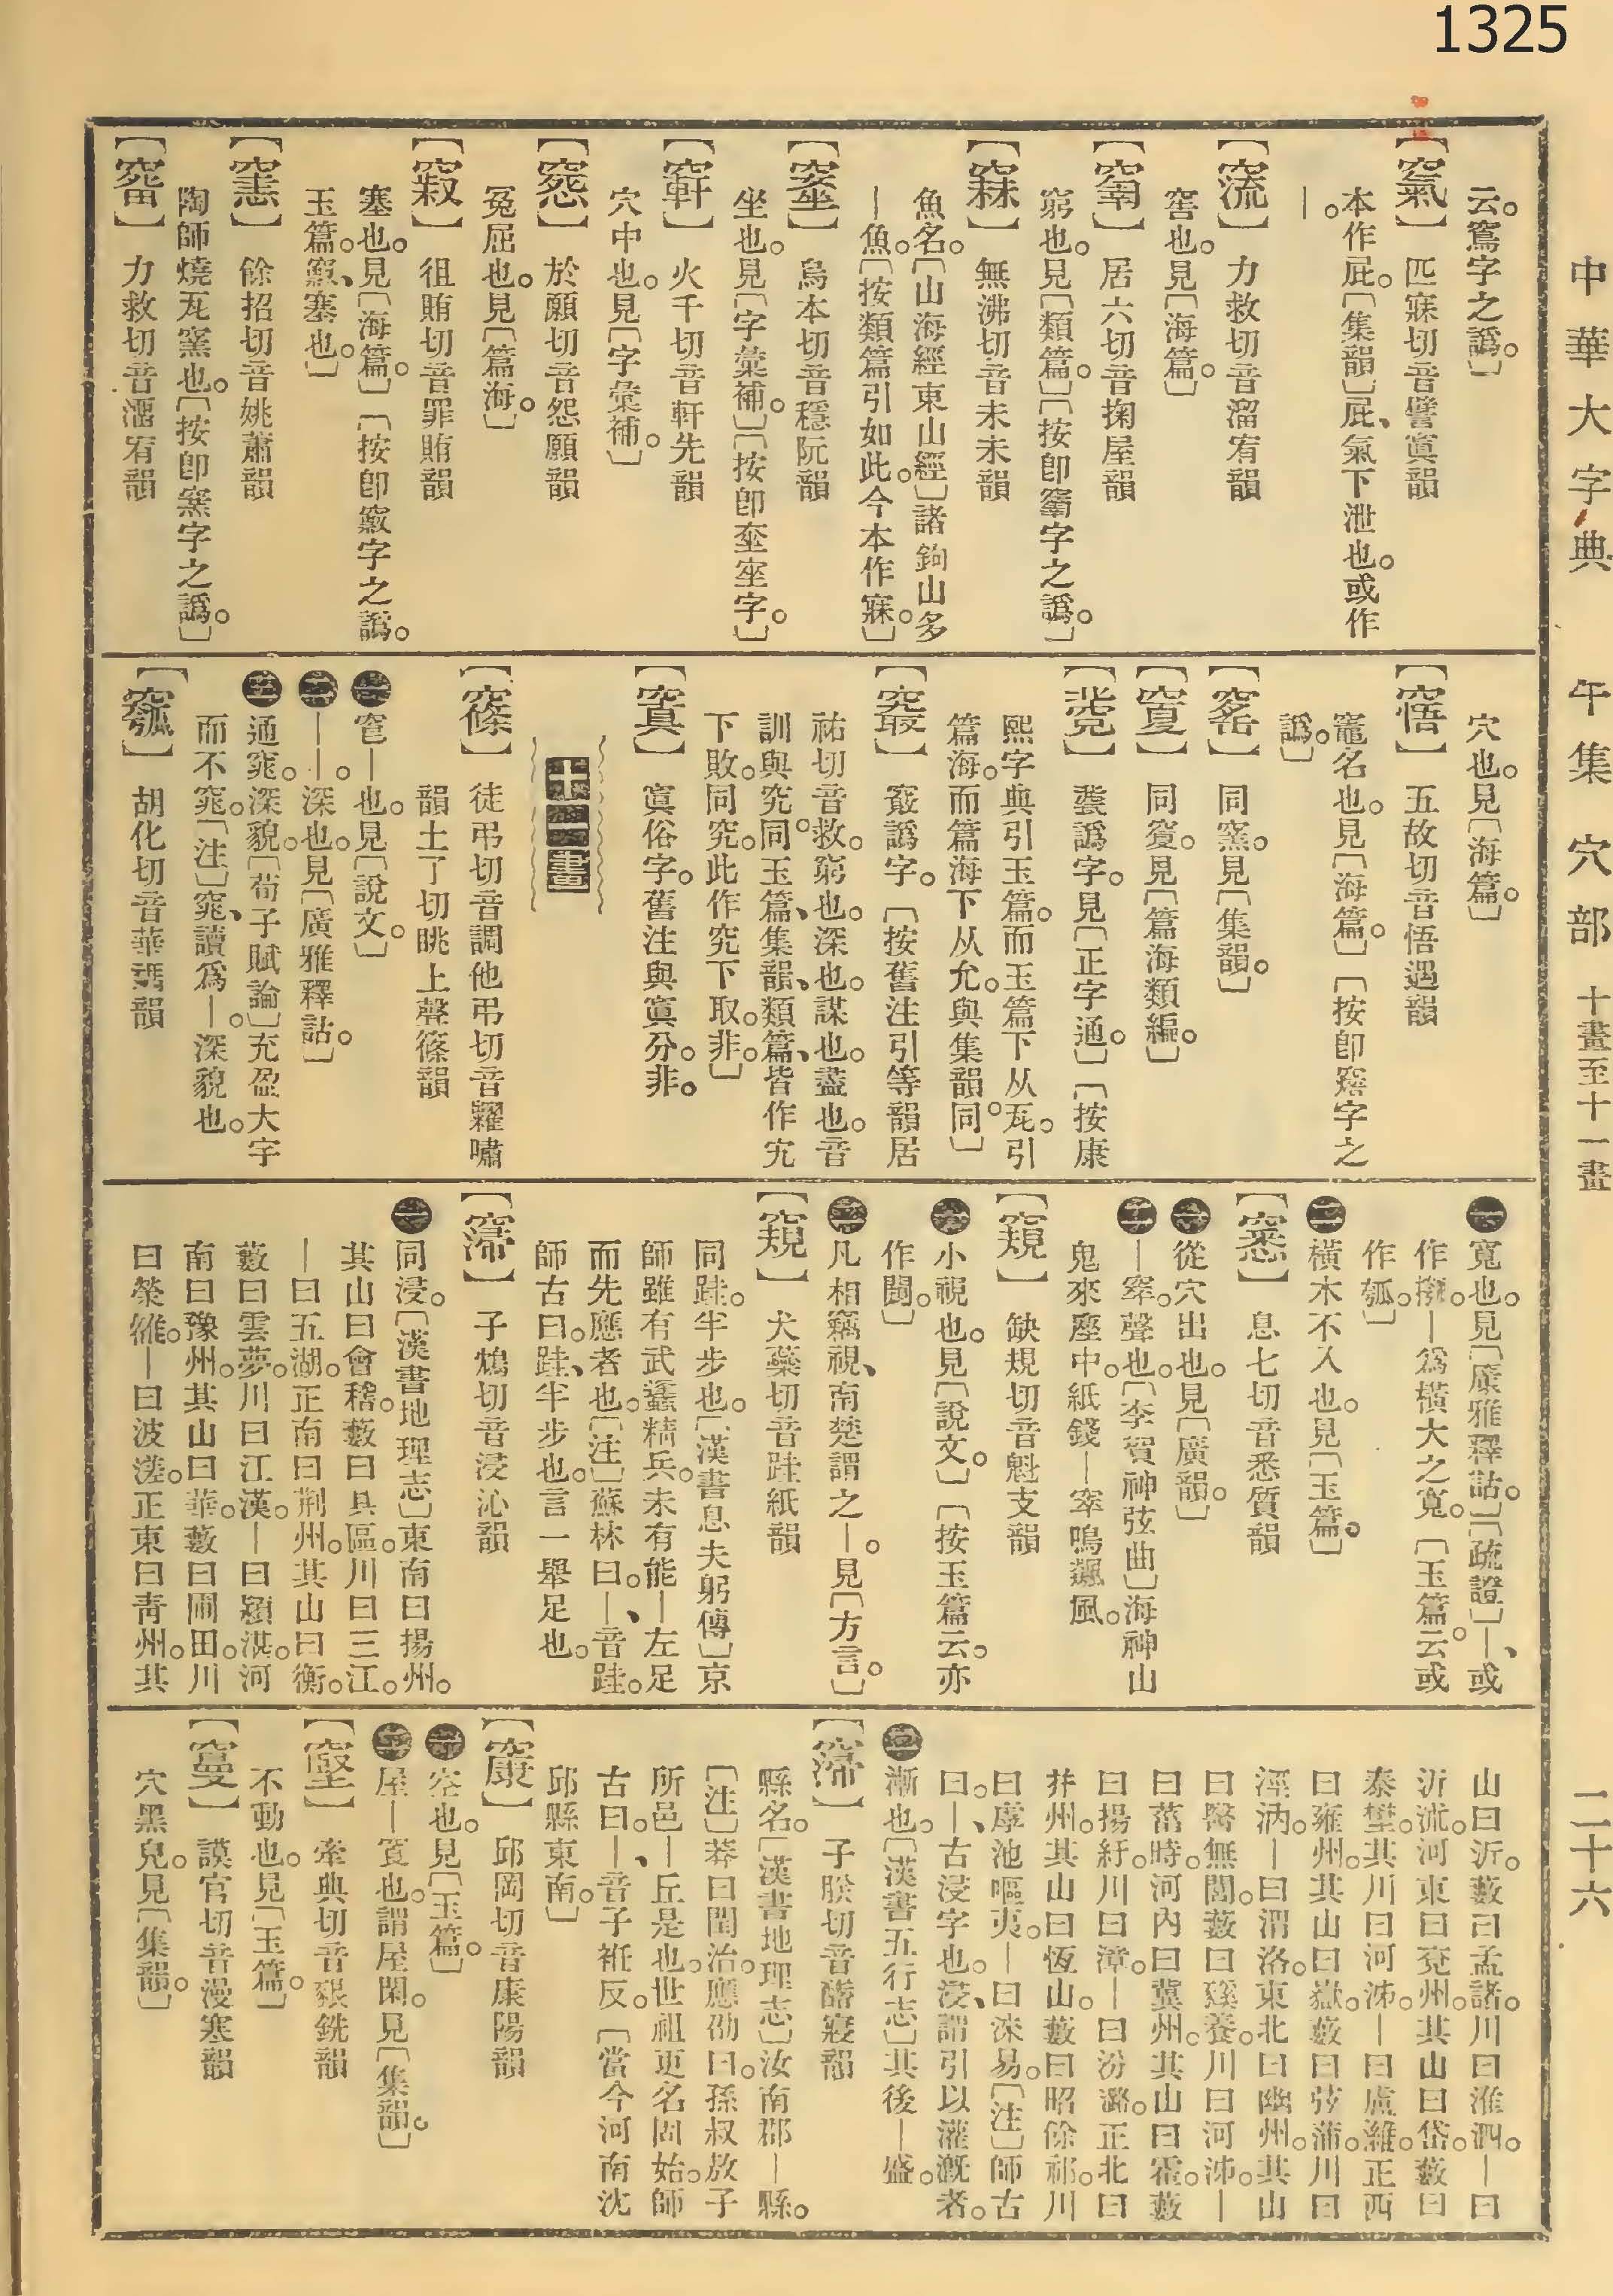 1325
中華大字典 午集 穴部 十畫至十一畫 二十六
云。窵字之譌。〕
【竆】匹寐切音譬寘韻
本作屁。〔集韻〕屁、氣下泄也。或作
—。
【窷】力救切音溜宥韻
窖也。見〔海篇。〕
居六切音掬屋韻
窮也。見〔類篇。〕〔按卽竆字之譌。〕
無沸切音未未韻
魚名。〔山海經東山經〕諸鉤山多
—魚。〔按類篇引如此。今本作寐。〕
烏本切音穩阮韻
坐也。見〔字彙補。〕〔按卽坐字。〕
火千切音軒先韻
穴中也。見〔字彙補。〕
於願切音怨願韻
冤屈也。見〔篇海。〕
徂賄切音罪賄韻
塞也。見〔海篇。〕〔按卽竅字之譌。
玉篇。竅、塞也。〕
【窰】餘招切音姚蕭韻
陶師燒瓦窯也。〔按卽窯字之譌。〕
力救切音溜宥韻
穴也。見〔海篇。〕
【窹】五故切音悟遇韻
竈名也。見〔海篇。〕〔按卽窹字之
譌。〕
同窯。見〔集韻。〕
同窔。見〔篇海類編。〕
譌字。見〔正字通。〕〔按康
熙字典引玉篇。而玉篇下从瓦。引
篇海。而篇海下从允。與集韻同。〕
竅譌字。〔按舊注引等韻居
祐切音救。窮也。深也。謀也。盡也。音
訓與究同。玉篇、集韻、類篇、皆作究
下敗。同究。此作究下取。非。〕
【窴】寘俗字。舊注與寘分。非。
十一畫
【窱】徒弔切音調他弔切音糶嘯
韻土了切眺上聲篠韻
㊀窅—也。見〔說文。〕
㊁——。深也。見〔廣雅釋詁。〕
㊂通窕。深貌。〔荀子賦論〕充盈大宇
而不窕。〔注〕窕、讀爲—。深貌也。
【窳】胡化切音華禡韻
㊀寬也。見〔廣雅釋詁。〕〔疏證〕—、或
作摦。—爲橫大之寬。〔玉篇云。或
作瓠。〕
㊁橫木不入也。見〔玉篇。〕
【窸】息七切音悉質韻
㊀從穴出也。見〔廣韻。〕
㊁—窣。聲也。〔李賀神弦曲〕海神山
鬼來座中。紙錢—窣鳴飇風。
【窺】缺規切音魁支韻
㊀小視也。見〔說文。〕〔按玉篇云。亦
作闚。〕
㊁凡相竊視、南楚謂之—。見〔方言。〕
【窺】犬蘂切音跬紙韻
同跬。半步也。〔漢書息夫躬傳〕京
師雖有武蠭精兵。未有能—左足
而先應者也。〔注〕蘇林曰。—、音跬。
師古曰。跬、半步也。言一舉足也。
【寖】子鴆切音浸沁韻
㊀同浸。〔漢書地理志〕東南曰揚州。
其山曰會稽。藪曰具區。川曰三江。
—曰五湖。正南曰荆州。其山曰衡。
藪曰雲夢。川曰江漢。—曰潁湛。河
南曰豫州。其山曰華。藪曰圃田。川
曰滎雒。—曰波溠。正東曰青州。其
山曰沂。藪曰孟諸。川曰淮泗。—曰
沂沭。河東曰兗州。其山曰岱。藪曰
泰壄。其川曰河泲。—曰盧濰。正西
曰雍州。其山曰嶽。藪曰弦蒲。川曰
涇汭。—曰渭洛。東北曰幽州。其山
曰醫無閭。藪曰豯養。川曰河泲。—
曰菑時。河內曰冀州。其山曰霍。藪
曰揚紆。川曰漳。—曰汾潞。正北曰
幷州。其山曰恆山。藪曰昭餘祁。川
曰虖池嘔夷。—曰淶易。〔注〕師古
曰。—、古浸字也。浸、謂引以灌漑者。
㊁漸也。〔漢書五行志〕其後—盛。
【寖】子朕切音寢韻
縣名。〔漢書地理志〕汝南郡—縣。
〔注〕莽曰閏治。應劭曰。孫叔敖子
所邑—丘是也。世祖更名固始。師
古曰。—、音子衽反。〔當今河南沈
邱縣東南。〕
【㝩】邱岡切音康陽韻
㊀空也。見〔玉篇。〕
㊁屋—㝗也。謂屋閑。見〔集韻。〕
牽典切音銑韻
不動也。見〔玉篇。〕
謨官切音漫寒韻
穴黑皃。見〔集韻。〕